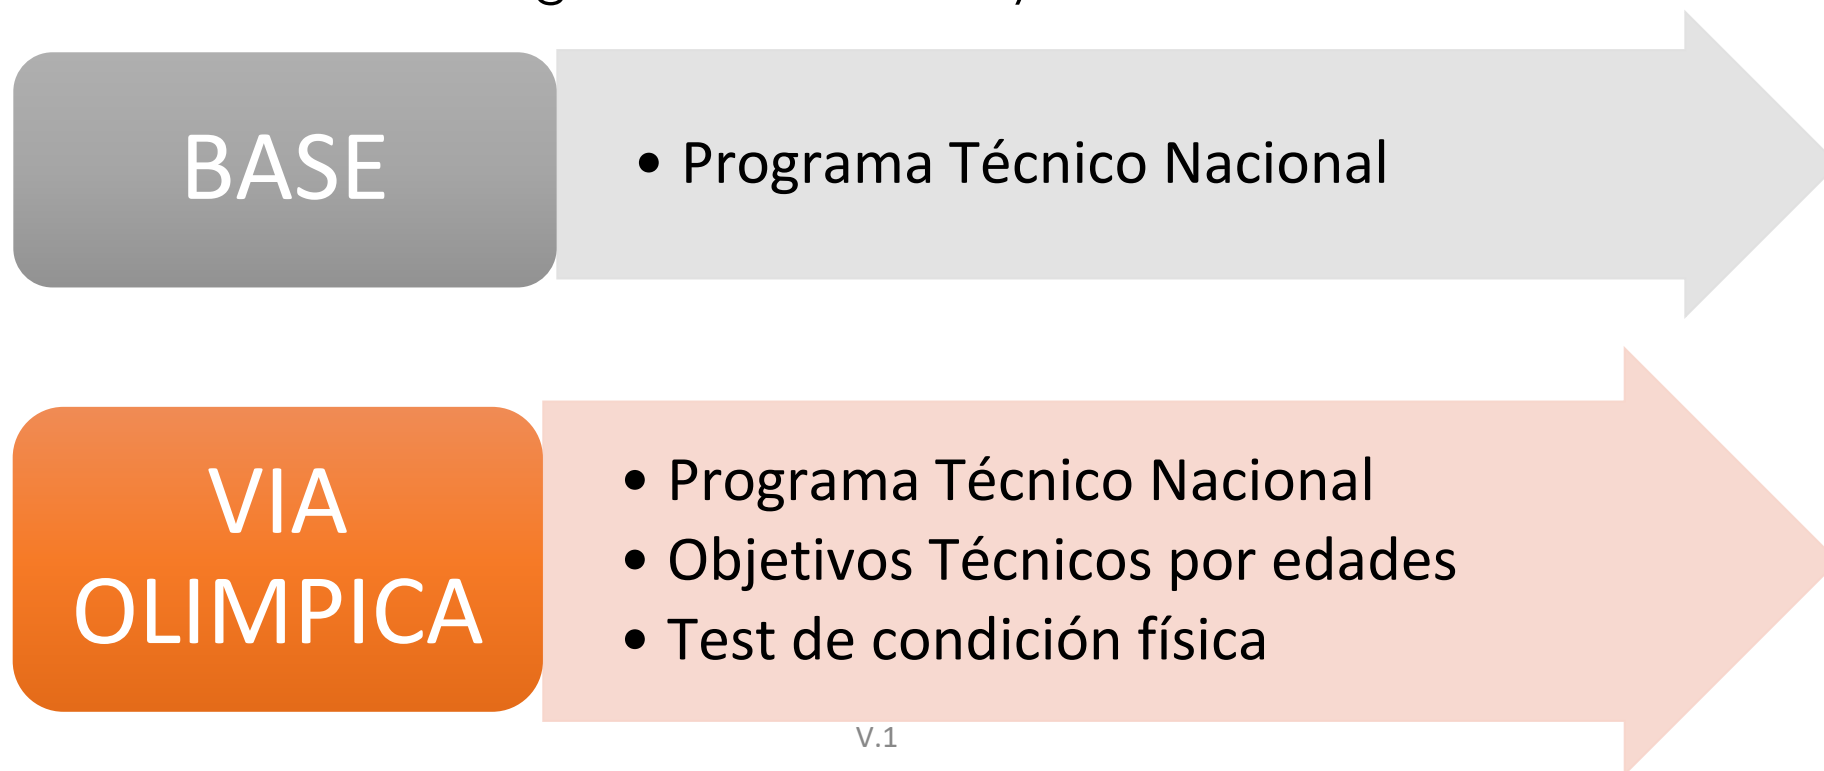 BASE
• Programa Técnico Nacional
VIA
OLIMPICA
• Programa Técnico Nacional
• Objetivos Técnicos por edades
• Test de condición física
V.1